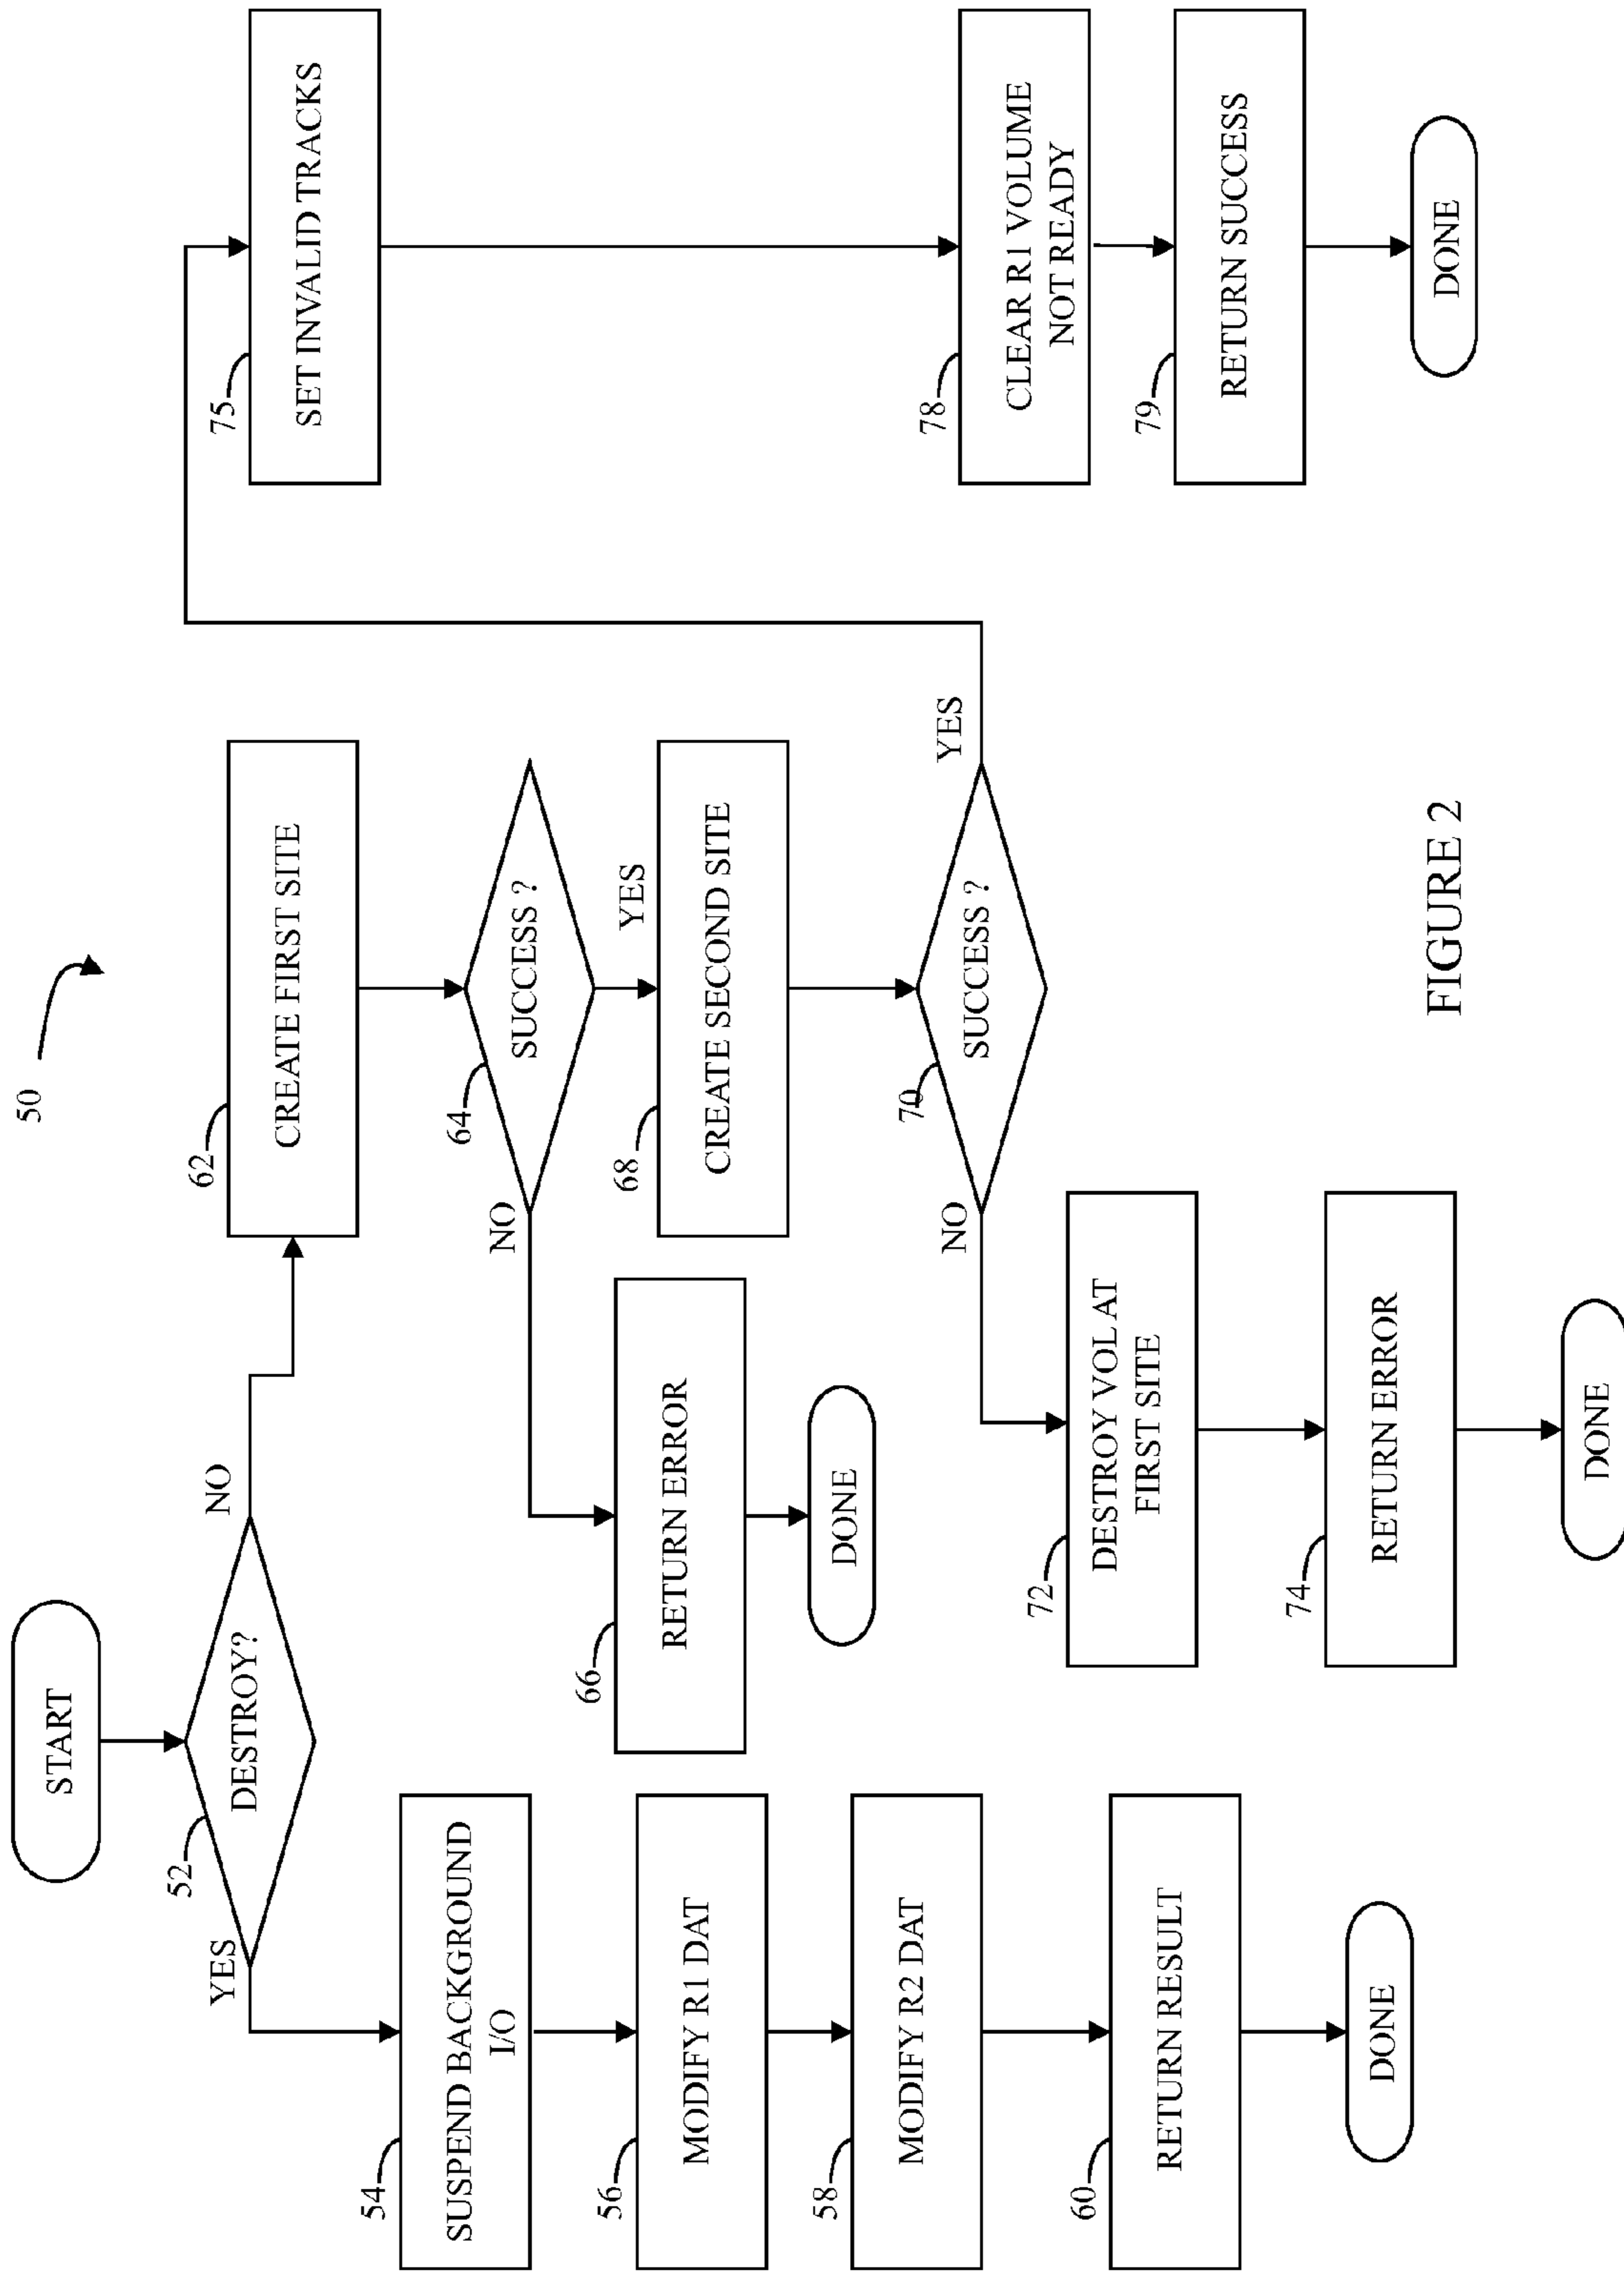 50
START
52
DESTROY?
YES
NO
54
SUSPEND BACKGROUND
I/O
56
MODIFY R1 DAT
58
MODIFY R2 DAT
60
RETURN RESULT
DONE
62
CREATE FIRST SITE
64
SUCCESS ?
NO
YES
66
RETURN ERROR
DONE
68
CREATE SECOND SITE
70
SUCCESS ?
NO
YES
72
DESTROY VOL AT
FIRST SITE
74
RETURN ERROR
DONE
75
SET INVALID TRACKS
78
CLEAR R1 VOLUME
NOT READY
79
RETURN SUCCESS
DONE
FIGURE 2